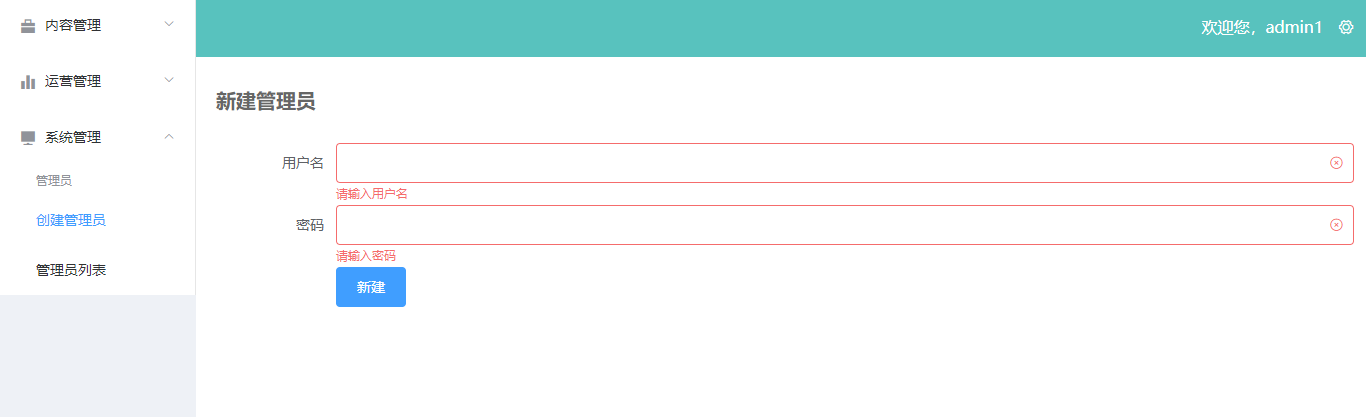 内容管理
运营管理
系统管理
管理员
创建管理员
管理员列表
欢迎您，admin1
新建管理员
用户名
请输入用户名
密码
请输入密码
新建